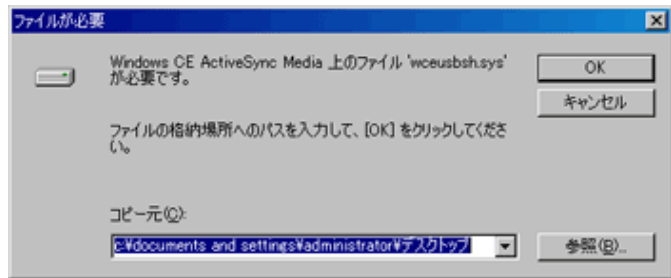 ファイルが必要
Windows CE ActiveSync Media 上のファイル 'wceusbsh.sys'
が必要です。
OK
キャンセル
ファイルの格納場所へのパスを入力して、[OK] をクリックしてくださ
い。
コピー元(C):
c:¥documents and settings¥administrator¥デスクトップ
参照(B)...